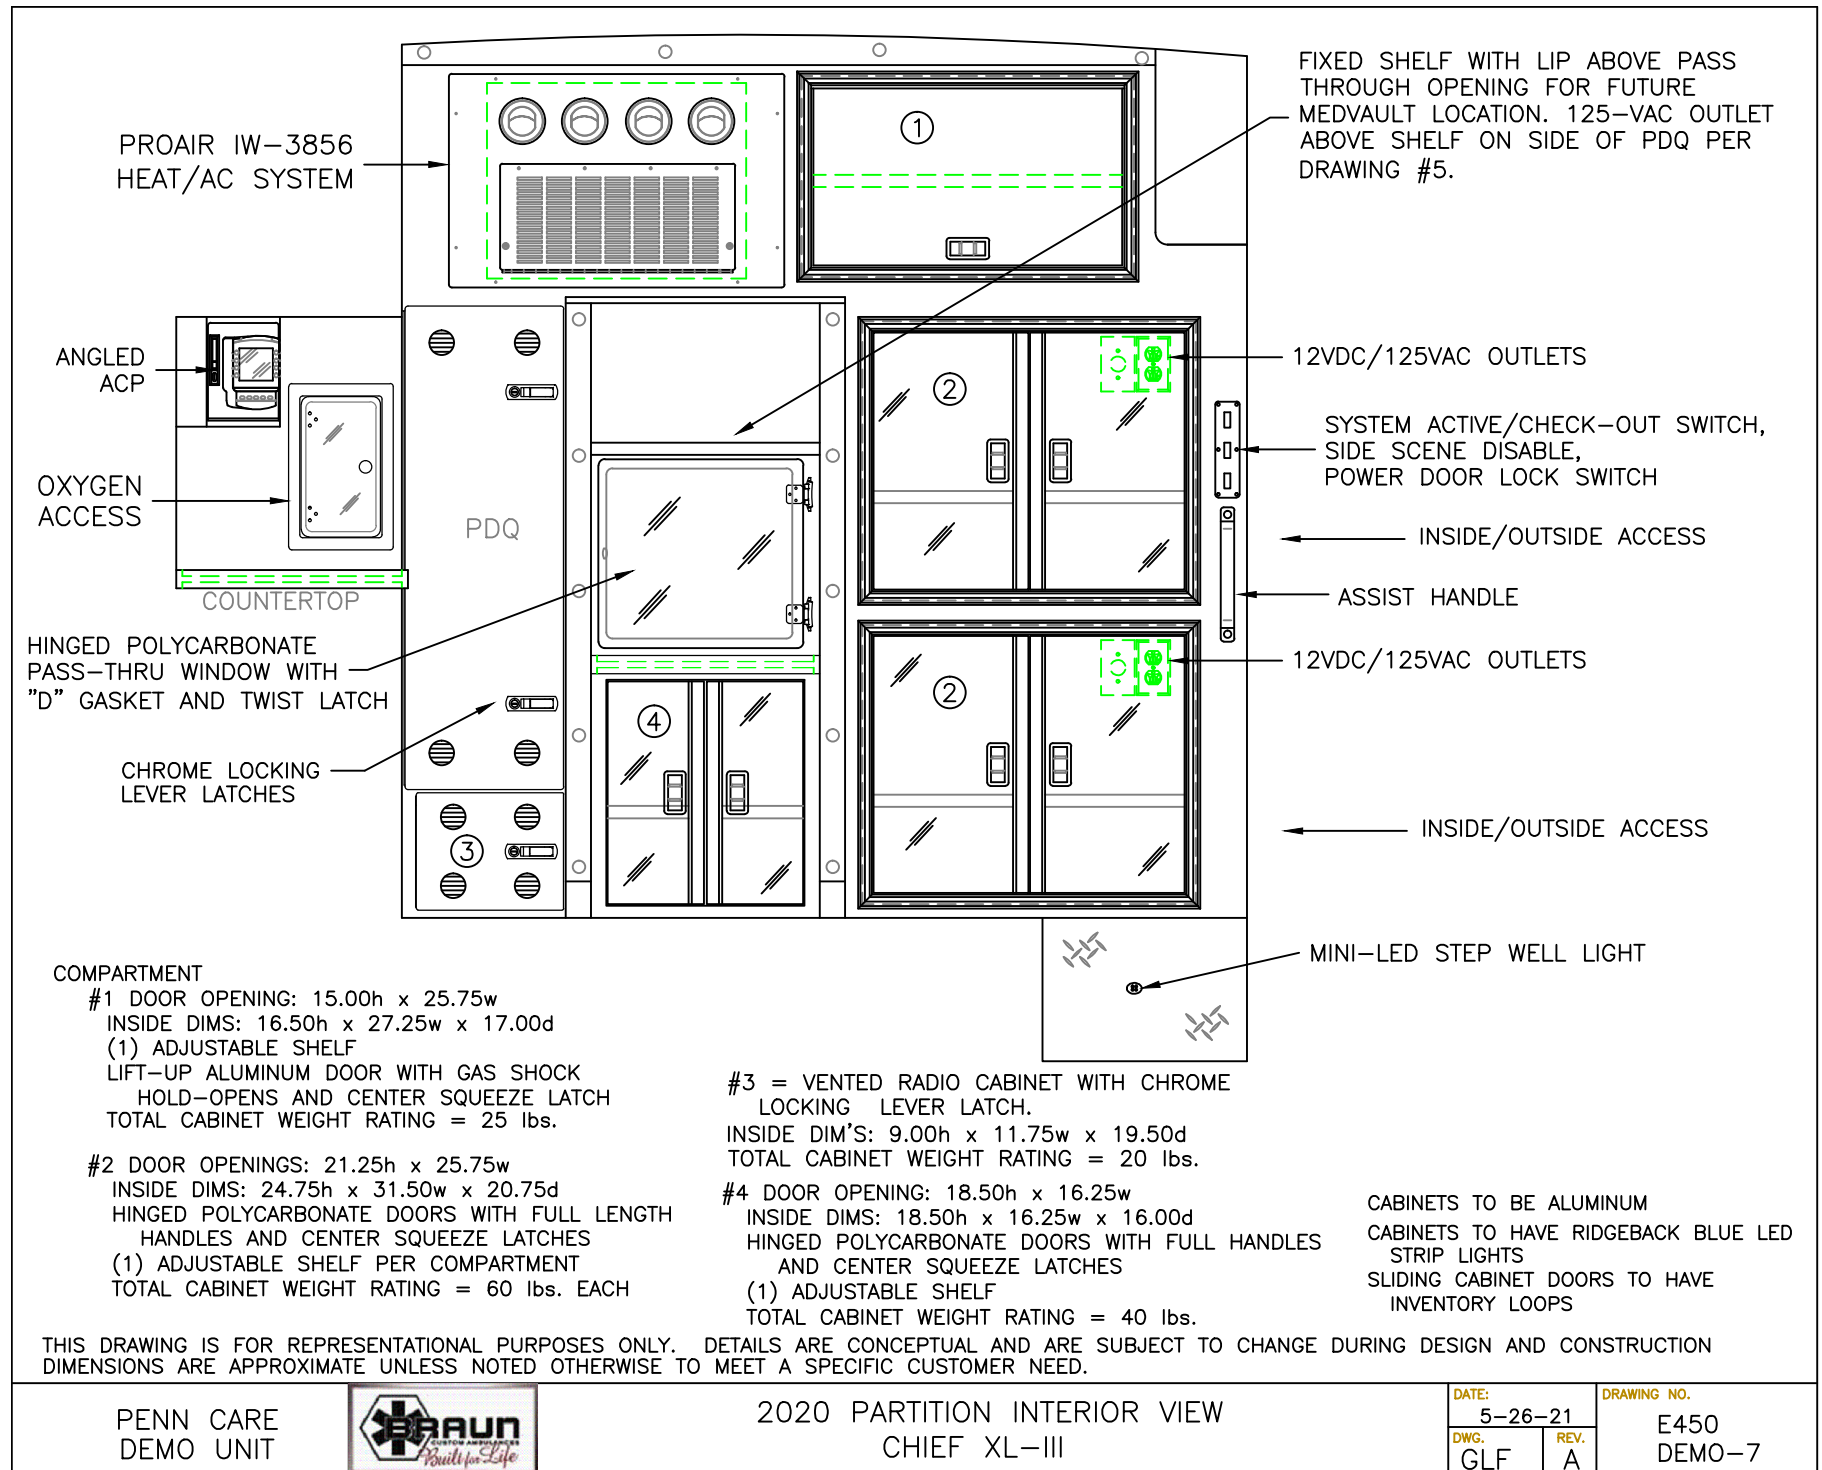 FIXED SHELF WITH LIP ABOVE PASS
THROUGH OPENING FOR FUTURE
MEDVAULT LOCATION. 125-VAC OUTLET
ABOVE SHELF ON SIDE OF PDQ PER
DRAWING #5.
PROAIR IW-3856
HEAT/AC SYSTEM
1
ANGLED
ACP
2
12VDC/125VAC OUTLETS
SYSTEM ACTIVE/CHECK-OUT SWITCH,
SIDE SCENE DISABLE,
POWER DOOR LOCK SWITCH
OXYGEN
ACCESS
PDQ
INSIDE/OUTSIDE ACCESS
COUNTERTOP
ASSIST HANDLE
HINGED POLYCARBONATE
PASS-THRU WINDOW WITH
"D" GASKET AND TWIST LATCH
12VDC/125VAC OUTLETS
2
4
CHROME LOCKING
LEVER LATCHES
3
INSIDE/OUTSIDE ACCESS
MINI-LED STEP WELL LIGHT
COMPARTMENT
#1 DOOR OPENING: 15.00h x 25.75w
INSIDE DIMS: 16.50h x 27.25w x 17.00d
(1) ADJUSTABLE SHELF
LIFT-UP ALUMINUM DOOR WITH GAS SHOCK
HOLD-OPENS AND CENTER SQUEEZE LATCH
TOTAL CABINET WEIGHT RATING = 25 lbs.
#2 DOOR OPENINGS: 21.25h x 25.75w
INSIDE DIMS: 24.75h x 31.50w x 20.75d
HINGED POLYCARBONATE DOORS WITH FULL LENGTH
HANDLES AND CENTER SQUEEZE LATCHES
(1) ADJUSTABLE SHELF PER COMPARTMENT
TOTAL CABINET WEIGHT RATING = 60 lbs. EACH
#3 = VENTED RADIO CABINET WITH CHROME
LOCKING LEVER LATCH.
INSIDE DIM'S: 9.00h x 11.75w x 19.50d
TOTAL CABINET WEIGHT RATING = 20 lbs.
#4 DOOR OPENING: 18.50h x 16.25w
INSIDE DIMS: 18.50h x 16.25w x 16.00d
HINGED POLYCARBONATE DOORS WITH FULL HANDLES
AND CENTER SQUEEZE LATCHES
(1) ADJUSTABLE SHELF
TOTAL CABINET WEIGHT RATING = 40 lbs.
CABINETS TO BE ALUMINUM
CABINETS TO HAVE RIDGEBACK BLUE LED
STRIP LIGHTS
SLIDING CABINET DOORS TO HAVE
INVENTORY LOOPS
THIS DRAWING IS FOR REPRESENTATIONAL PURPOSES ONLY. DETAILS ARE CONCEPTUAL AND ARE SUBJECT TO CHANGE DURING DESIGN AND CONSTRUCTION
DIMENSIONS ARE APPROXIMATE UNLESS NOTED OTHERWISE TO MEET A SPECIFIC CUSTOMER NEED.
PENN CARE
DEMO UNIT
BRAUN
CUSTOM AMBULANCES
Built for Life
2020 PARTITION INTERIOR VIEW
CHIEF XL-III
DATE:
5-26-21
DWG.
GLF
REV.
A
DRAWING NO.
E450
DEMO-7